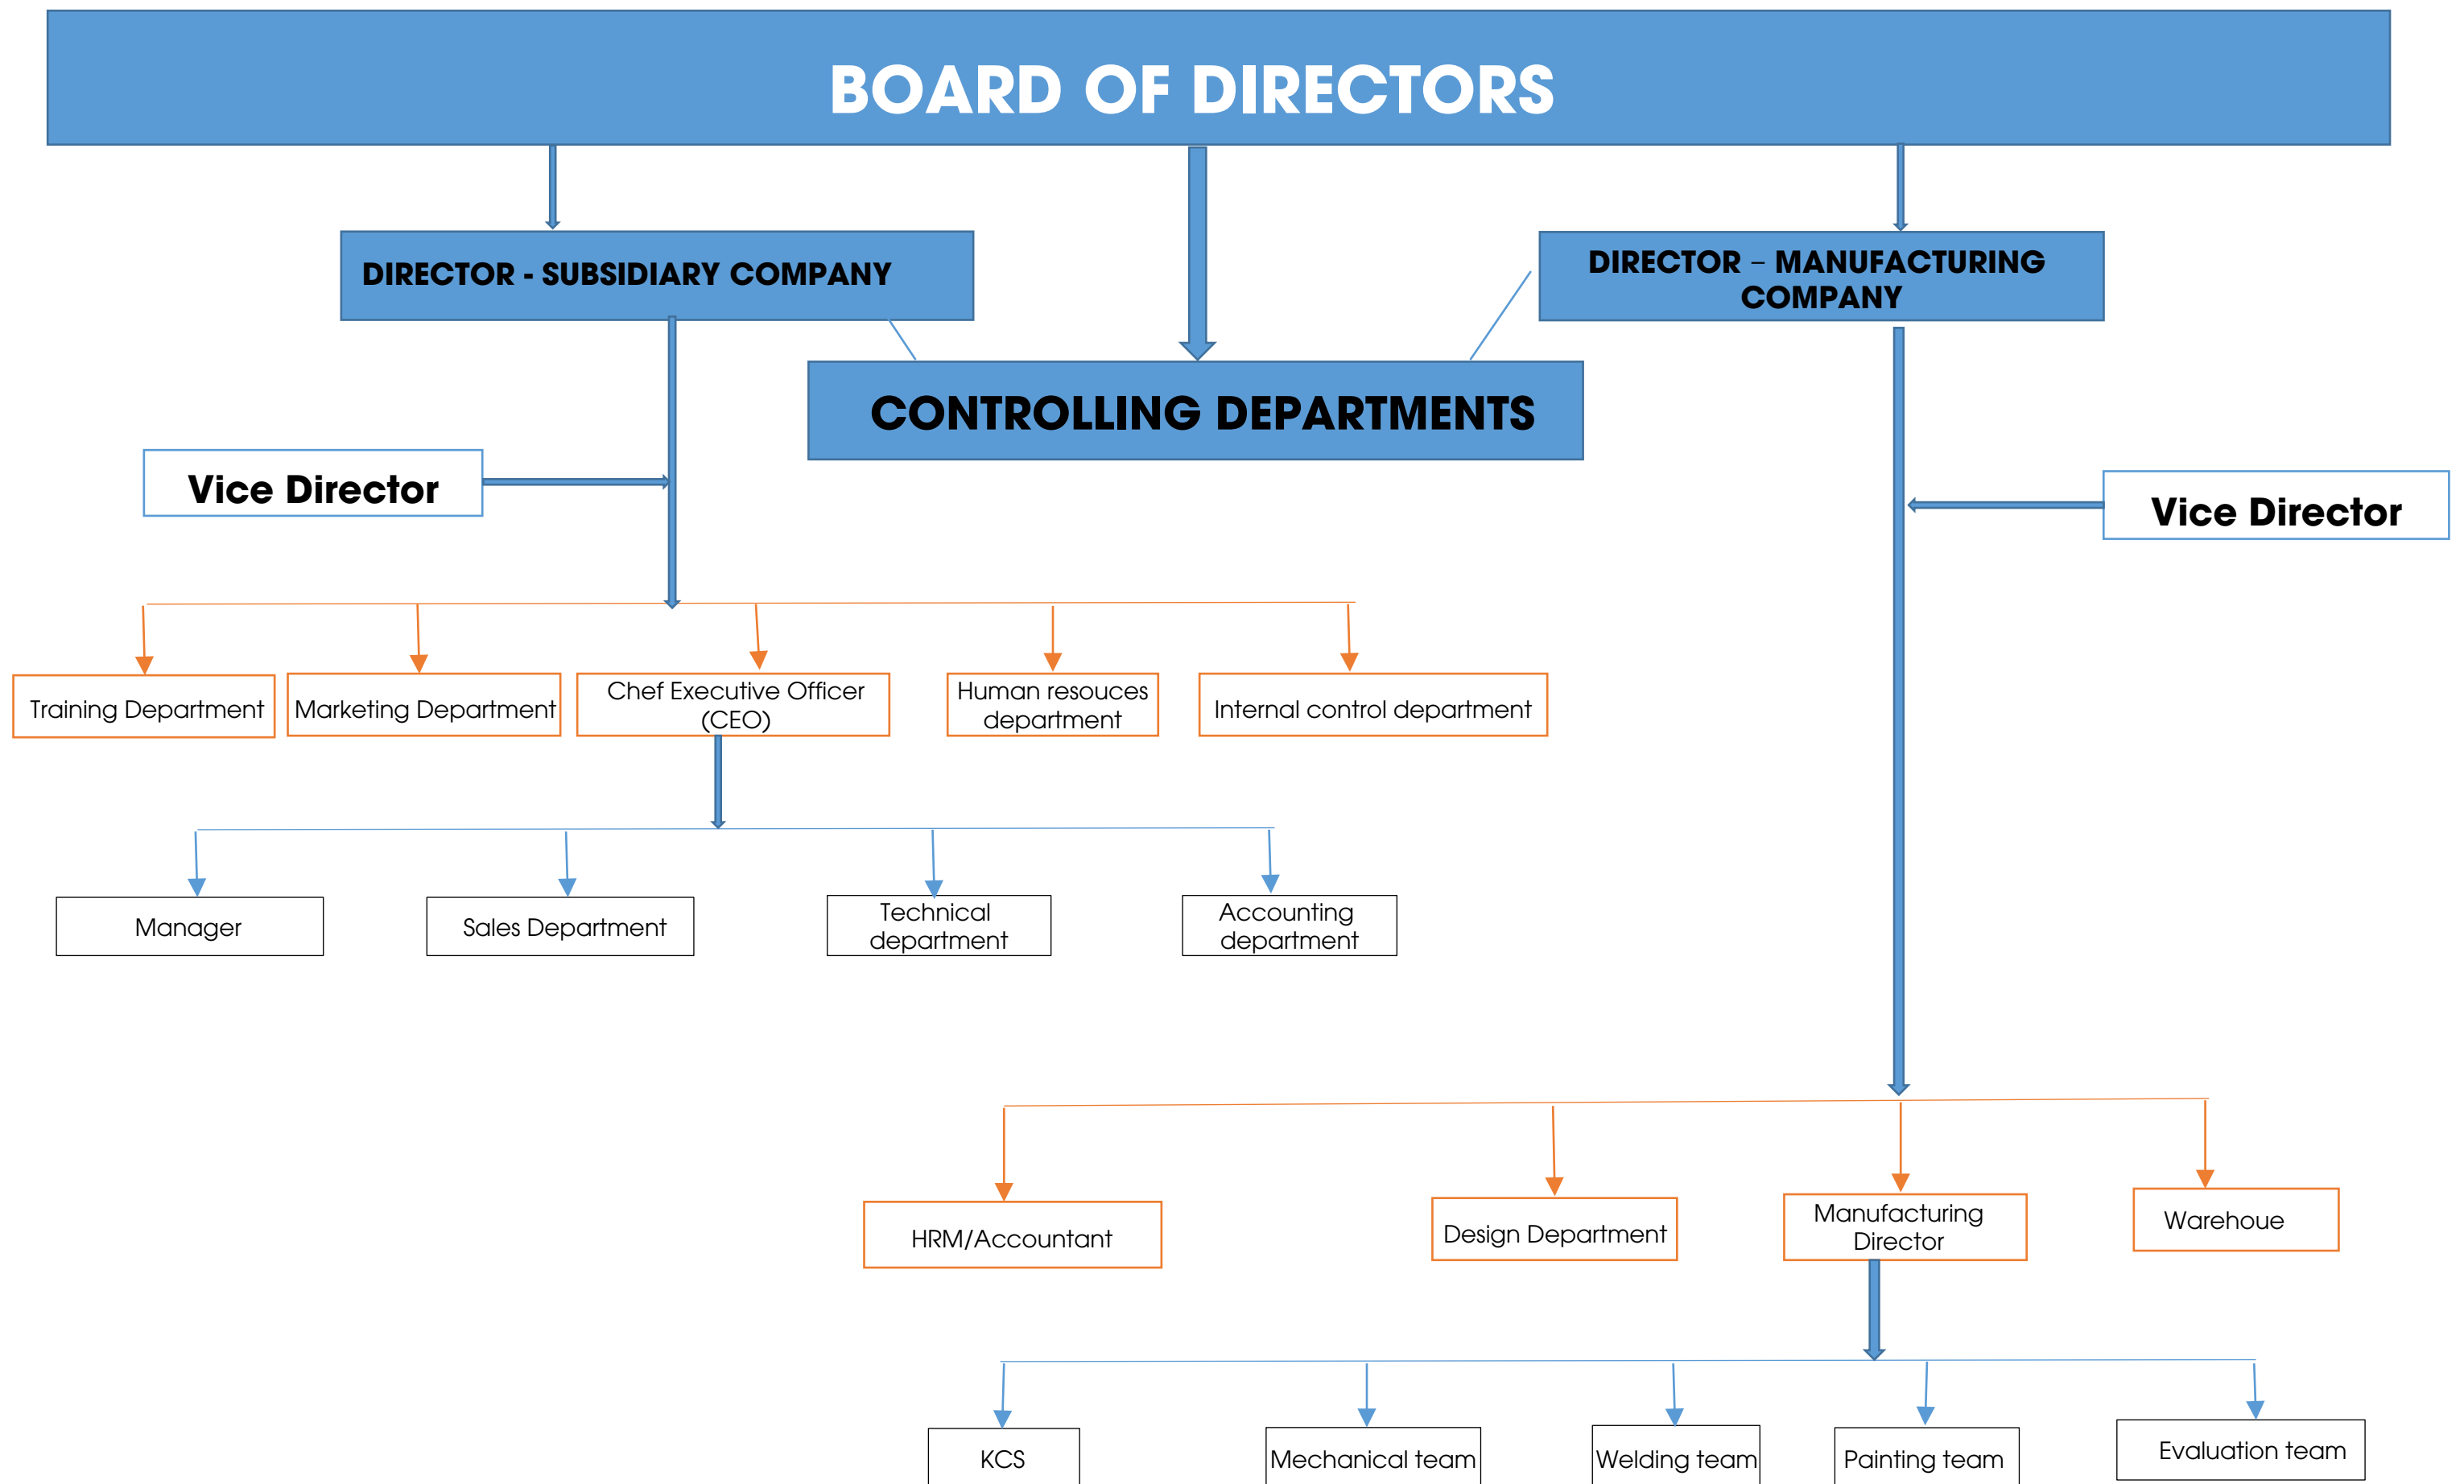 BOARD OF DIRECTORS
DIRECTOR - SUBSIDIARY COMPANY
DIRECTOR – MANUFACTURING
COMPANY
CONTROLLING DEPARTMENTS
Vice Director
Vice Director
Training Department
Marketing Department
Chef Executive Officer
(CEO)
Human resouces
department
Internal control department
Manager
Sales Department
Technical
department
Accounting
department
HRM/Accountant
Design Department
Manufacturing
Director
Warehoue
KCS
Mechanical team
Welding team
Painting team
Evaluation team